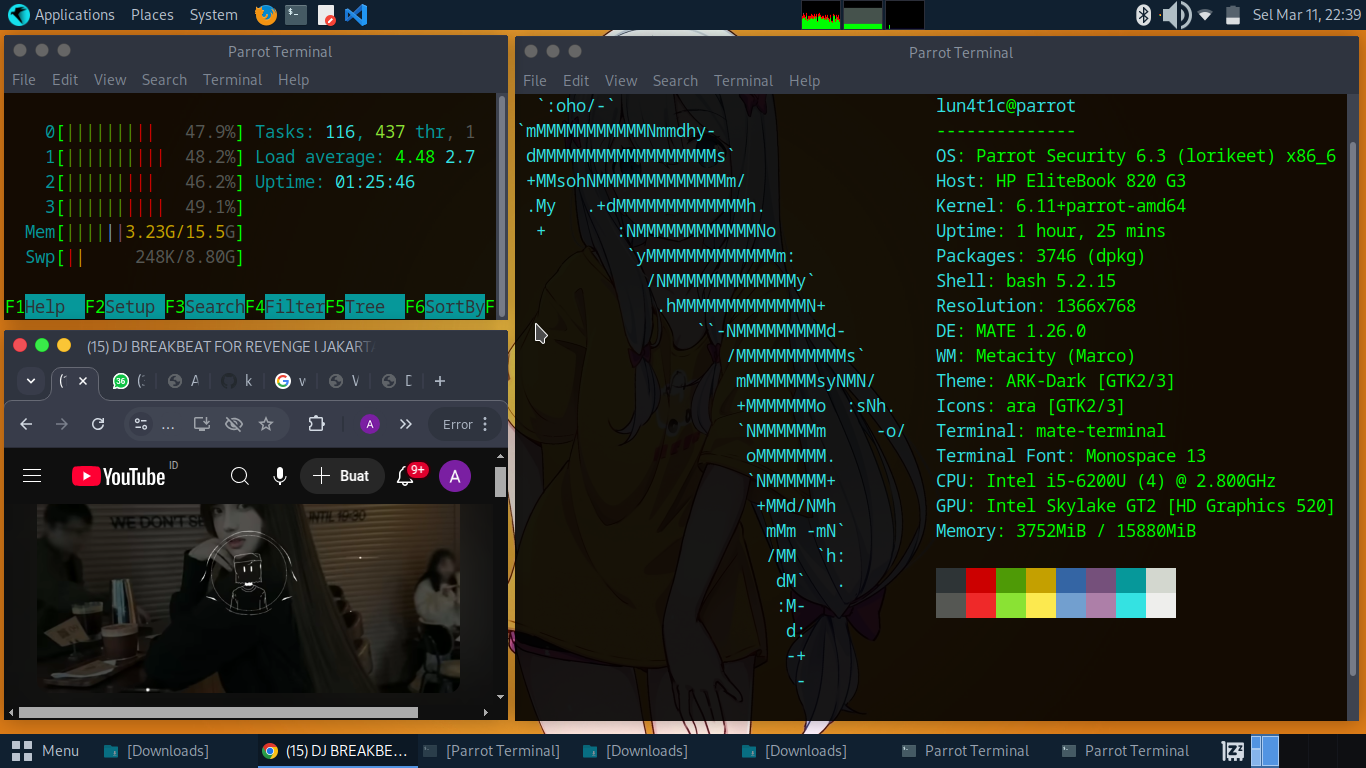 Applications Places System
Sel Mar 11, 22:39
Parrot Terminal
File Edit View Search Terminal Help
0[||||||||| 47.9%] Tasks: 116, 437 thr, 1
1[|||||||||| 48.2%] Load average: 4.48 2.7
2[||||||||| 46.2%] Uptime: 01:25:46
3[|||||||||| 49.1%]
Mem[||||||3.23G/15.5G]
Swp[|| 248K/8.80G]
F1Help F2Setup F3SearchF4FilterF5Tree F6SortByF
(15) DJ BREAKBEAT FOR REVENGE l JAKARTA
( A k v V D
... Error
YouTube ID
Buat
9+
A
WE DON'T SE UNTIL 19:30
Parrot Terminal
File Edit View Search Terminal Help
`:oho/-`
`mMMMMMMMMMMMNmmdhy-
dMMMMMMMMMMMMMMMMMMs`
+MMsohNMMMMMMMMMMMMMm/
.My .+dMMMMMMMMMMMMMh.
+ :NMMMMMMMMMMMMNo
`yMMMMMMMMMMMMMm:
/NMMMMMMMMMMMMMy`
.hMMMMMMMMMMMMMN+
``-NMMMMMMMMMd-
/MMMMMMMMMMMs`
mMMMMMMMsyNMN/
+MMMMMMMo :sNh.
`NMMMMMMm -o/
oMMMMMMM.
`NMMMMMM+
+MMd/NMh
mMm -mN`
/MM `h:
dM` .
:M-
d:
-+
-
lun4t1c@parrot
--------------
OS: Parrot Security 6.3 (lorikeet) x86_6
Host: HP EliteBook 820 G3
Kernel: 6.11+parrot-amd64
Uptime: 1 hour, 25 mins
Packages: 3746 (dpkg)
Shell: bash 5.2.15
Resolution: 1366x768
DE: MATE 1.26.0
WM: Metacity (Marco)
Theme: ARK-Dark [GTK2/3]
Icons: ara [GTK2/3]
Terminal: mate-terminal
Terminal Font: Monospace 13
CPU: Intel i5-6200U (4) @ 2.800GHz
GPU: Intel Skylake GT2 [HD Graphics 520]
Memory: 3752MiB / 15880MiB
Menu [Downloads] (15) DJ BREAKBE... [Parrot Terminal] [Downloads] [Downloads] Parrot Terminal Parrot Terminal